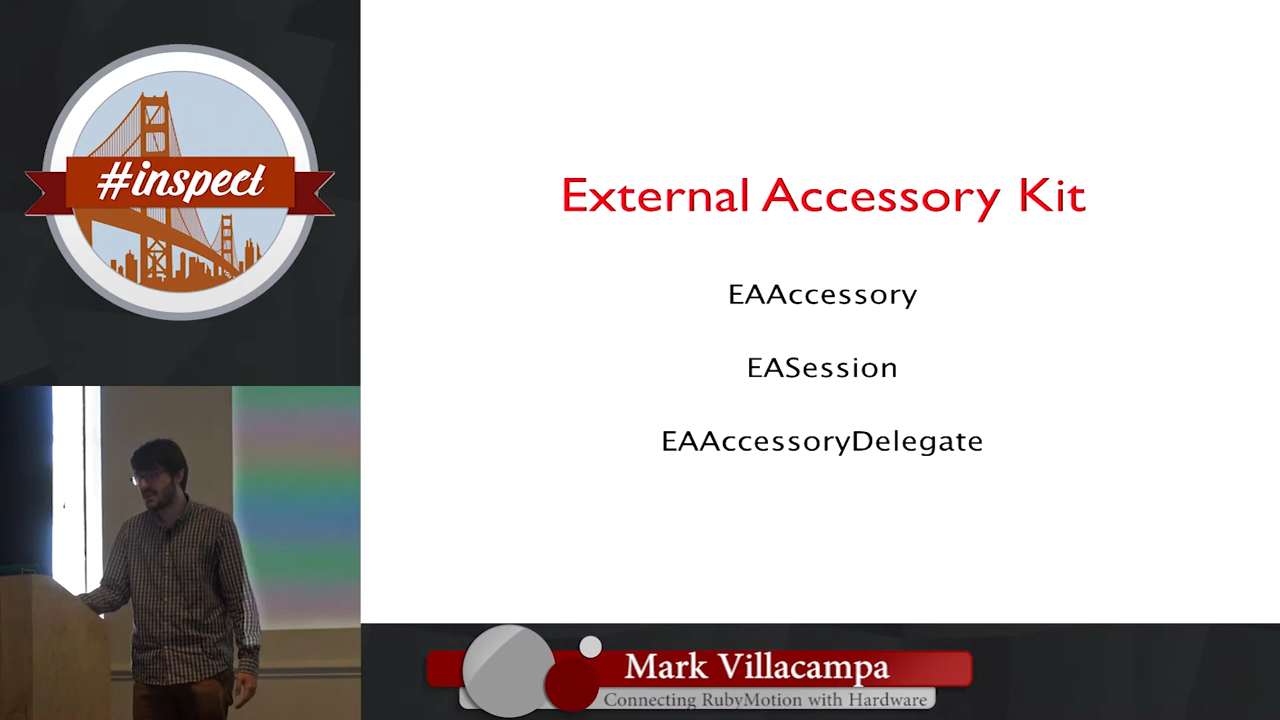 #inspect
External Accessory Kit
EAAccessory
EASession
EAAccessoryDelegate
Mark Villacampa
Connecting RubyMotion with Hardware